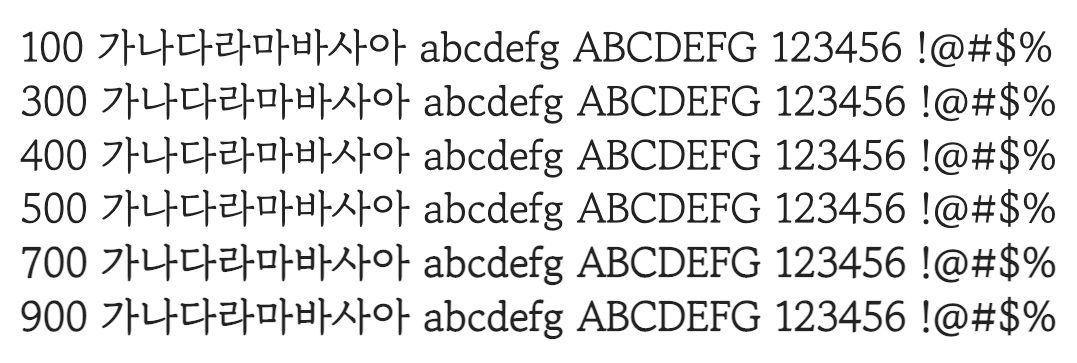 100 가나다라마바사아 abcdefg ABCDEFG 123456 !@#$%
300 가나다라마바사아 abcdefg ABCDEFG 123456 !@#$%
400 가나다라마바사아 abcdefg ABCDEFG 123456 !@#$%
500 가나다라마바사아 abcdefg ABCDEFG 123456 !@#$%
700 가나다라마바사아 abcdefg ABCDEFG 123456 !@#$%
900 가나다라마바사아 abcdefg ABCDEFG 123456 !@#$%